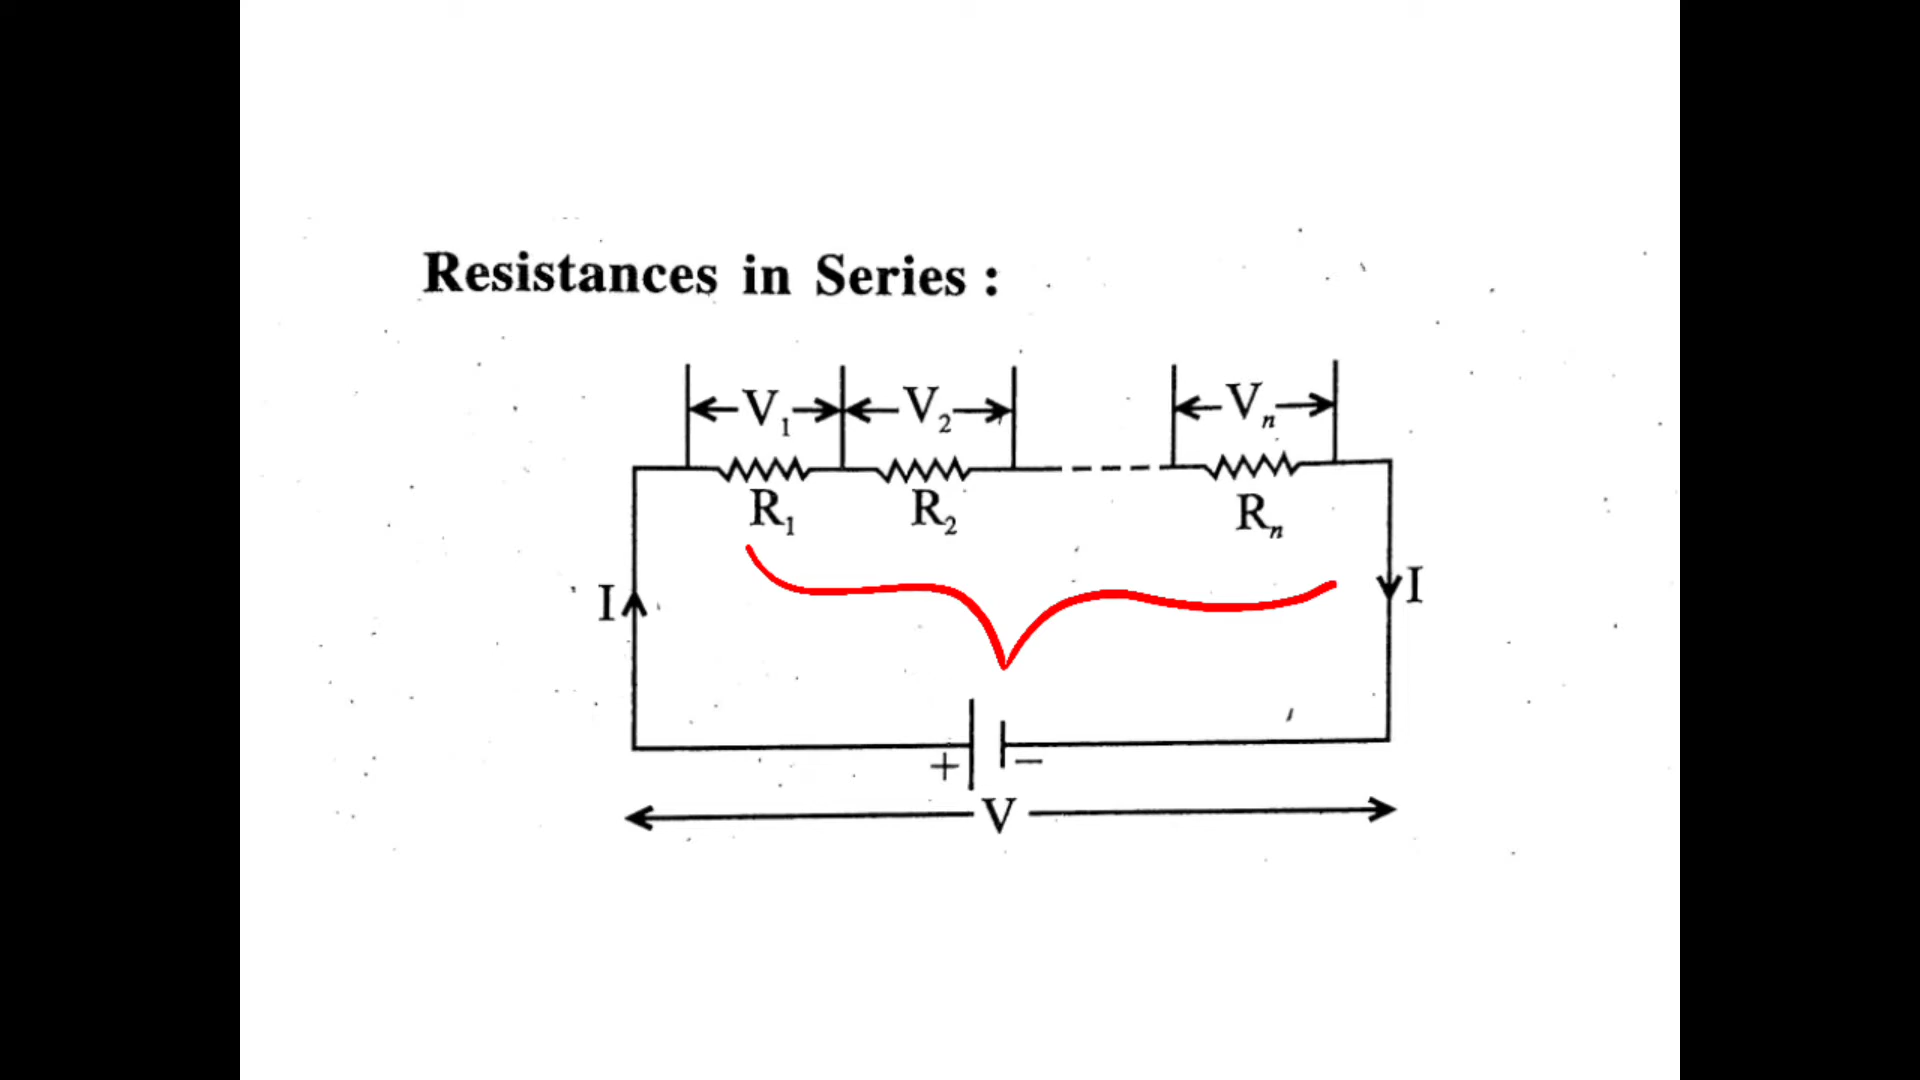 Resistances in Series :
V₁ V₂ Vₙ
R₁ R₂ Rₙ
I I
+ −
V